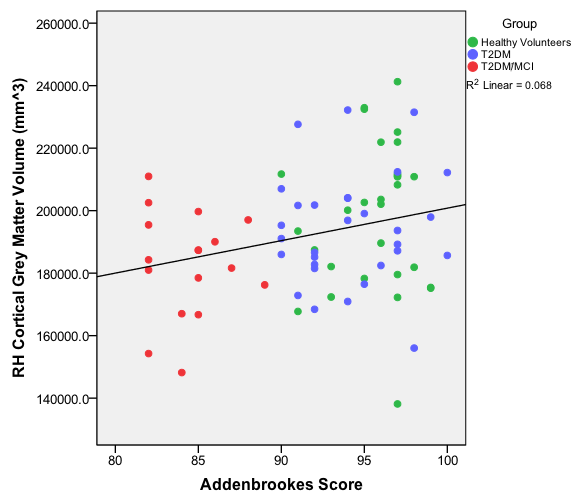 Group
Healthy Volunteers
T2DM
T2DM/MCI
R² Linear = 0.068
RH Cortical Grey Matter Volume (mm^3)
260000.0
240000.0
220000.0
200000.0
180000.0
160000.0
140000.0
80 85 90 95 100
Addenbrookes Score